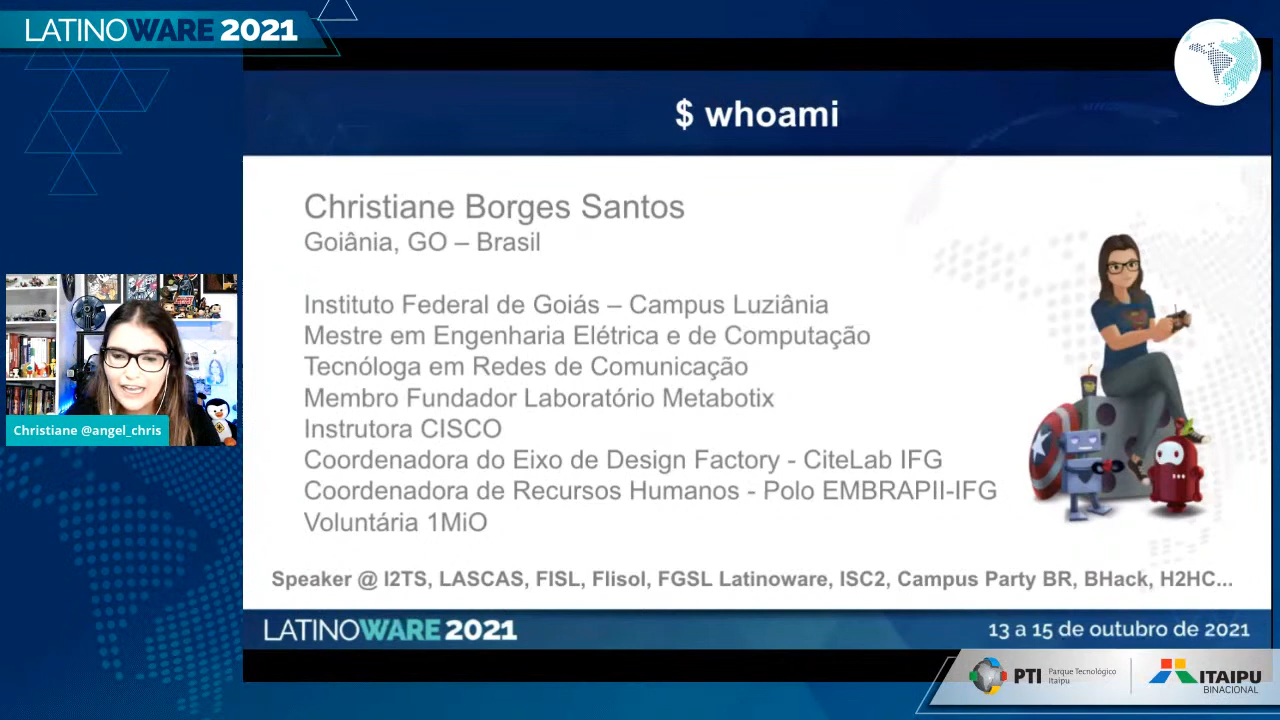 LATINOWARE 2021
$ whoami
Christiane Borges Santos
Goiânia, GO – Brasil
Instituto Federal de Goiás – Campus Luziânia
Mestre em Engenharia Elétrica e de Computação
Tecnóloga em Redes de Comunicação
Membro Fundador Laboratório Metabotix
Instrutora CISCO
Coordenadora do Eixo de Design Factory - CiteLab IFG
Coordenadora de Recursos Humanos - Polo EMBRAPII-IFG
Voluntária 1MiO
Speaker @ I2TS, LASCAS, FISL, Flisol, FGSL Latinoware, ISC2, Campus Party BR, BHack, H2HC...
Christiane @angel_chris
LATINOWARE 2021
13 a 15 de outubro de 2021
PTI Parque Tecnológico
Itaipu
ITAIPU
BINACIONAL